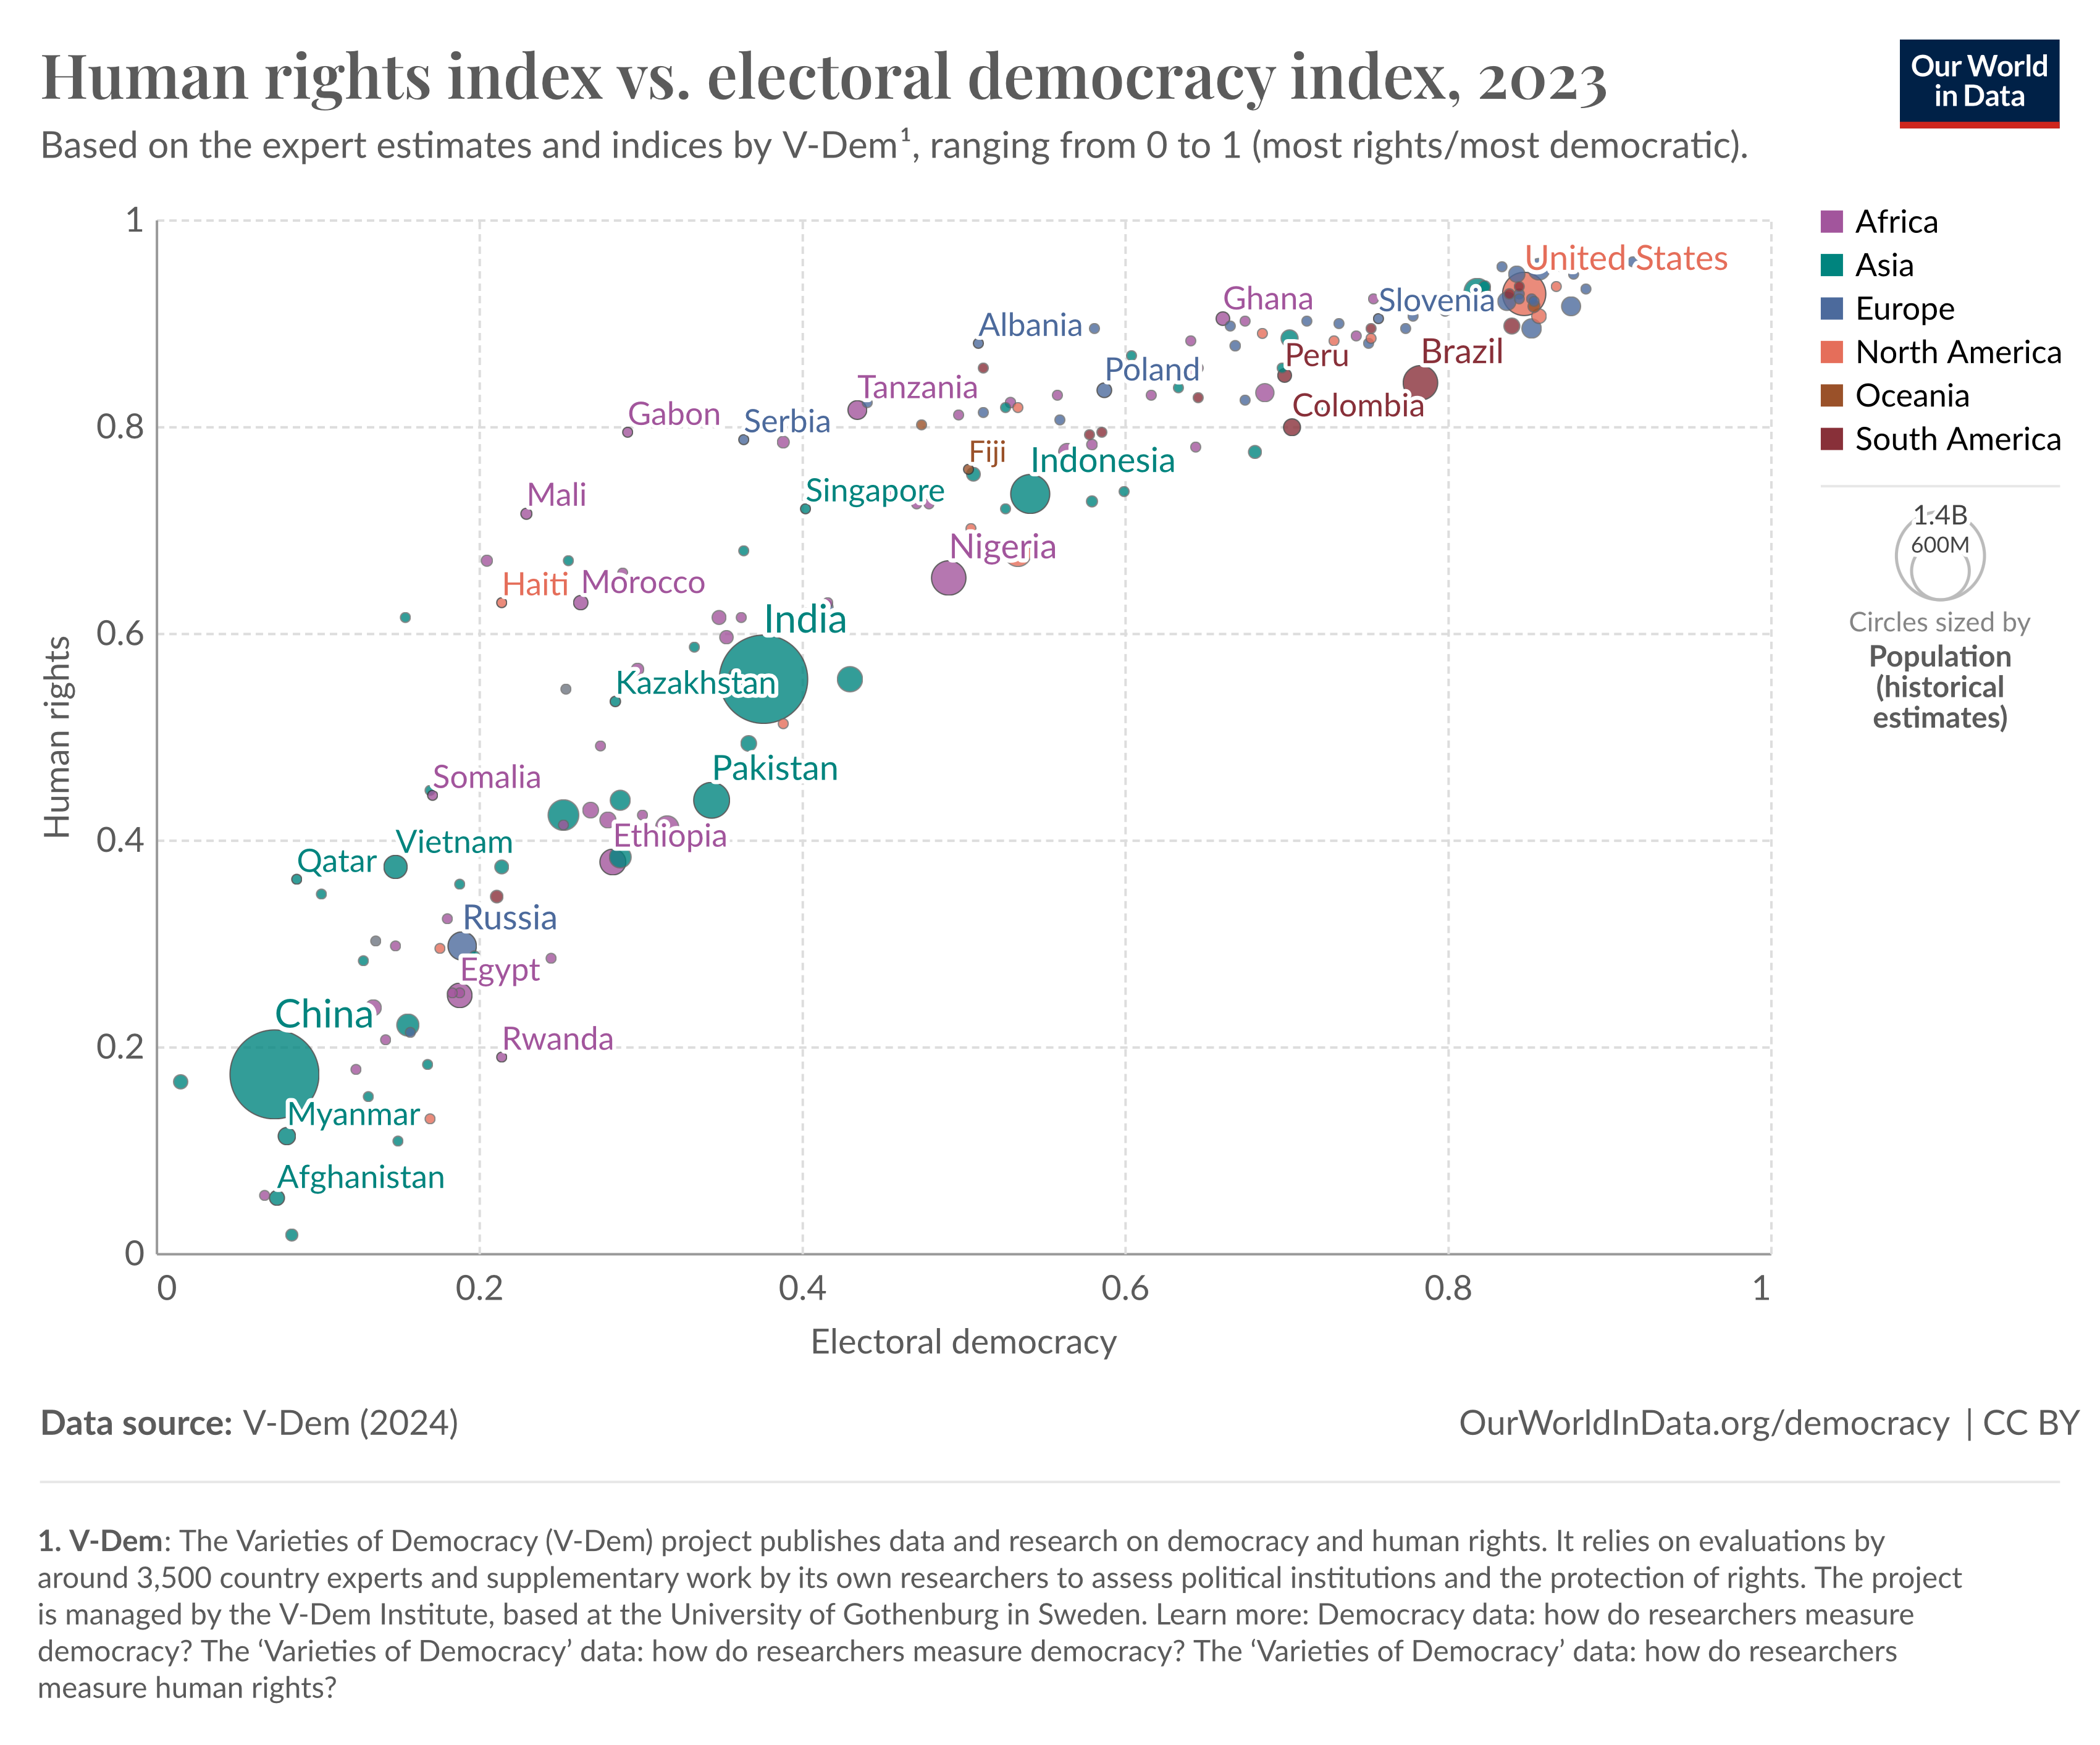 Human rights index vs. electoral democracy index, 2023
Our World
in Data
Based on the expert estimates and indices by V-Dem¹, ranging from 0 to 1 (most rights/most democratic).
Africa
Asia
Europe
North America
Oceania
South America
1.4B
600M
Circles sized by
Population
(historical
estimates)
Human rights
1
0.8
0.6
0.4
0.2
0
United States
Ghana
Slovenia
Albania
Peru
Brazil
Poland
Tanzania
Colombia
Gabon
Serbia
Fiji
Indonesia
Mali
Singapore
Nigeria
Haiti
Morocco
India
Kazakhstan
Pakistan
Somalia
Ethiopia
Vietnam
Qatar
Russia
Egypt
China
Rwanda
Myanmar
Afghanistan
0
0.2
0.4
0.6
0.8
1
Electoral democracy
Data source: V-Dem (2024)
OurWorldInData.org/democracy | CC BY
1. V-Dem: The Varieties of Democracy (V-Dem) project publishes data and research on democracy and human rights. It relies on evaluations by
around 3,500 country experts and supplementary work by its own researchers to assess political institutions and the protection of rights. The project
is managed by the V-Dem Institute, based at the University of Gothenburg in Sweden. Learn more: Democracy data: how do researchers measure
democracy? The ‘Varieties of Democracy’ data: how do researchers measure democracy? The ‘Varieties of Democracy’ data: how do researchers
measure human rights?